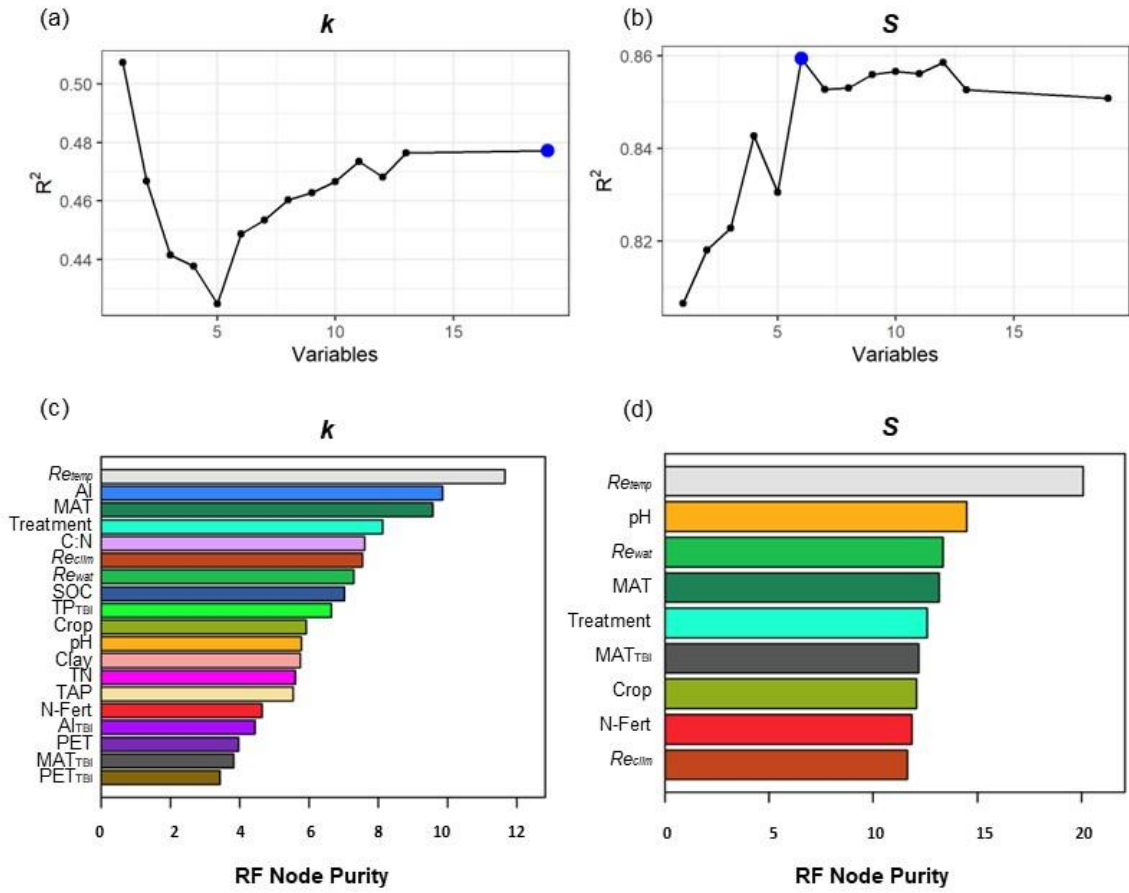 (a)
k
R2
0.50
0.48
0.46
0.44
5
10
15
Variables
(b)
S
R2
0.86
0.84
0.82
5
10
15
Variables
(c)
k
Retemp
AI
MAT
Treatment
C:N
Reclim
Rewat
SOC
TPTBI
Crop
pH
Clay
TN
TAP
N-Fert
AITBI
PET
MATTBI
PETTBI
0 2 4 6 8 10 12
RF Node Purity
(d)
S
Retemp
pH
Rewat
MAT
Treatment
MATTBI
Crop
N-Fert
Reclim
0 5 10 15 20
RF Node Purity